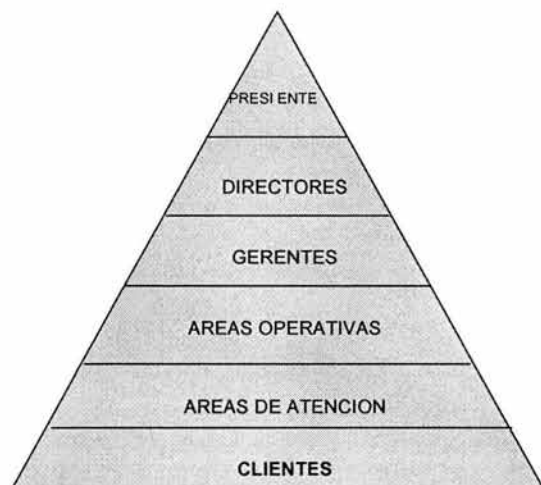 PRESI ENTE
DIRECTORES
GERENTES
AREAS OPERATIVAS
AREAS DE ATENCION
CLIENTES